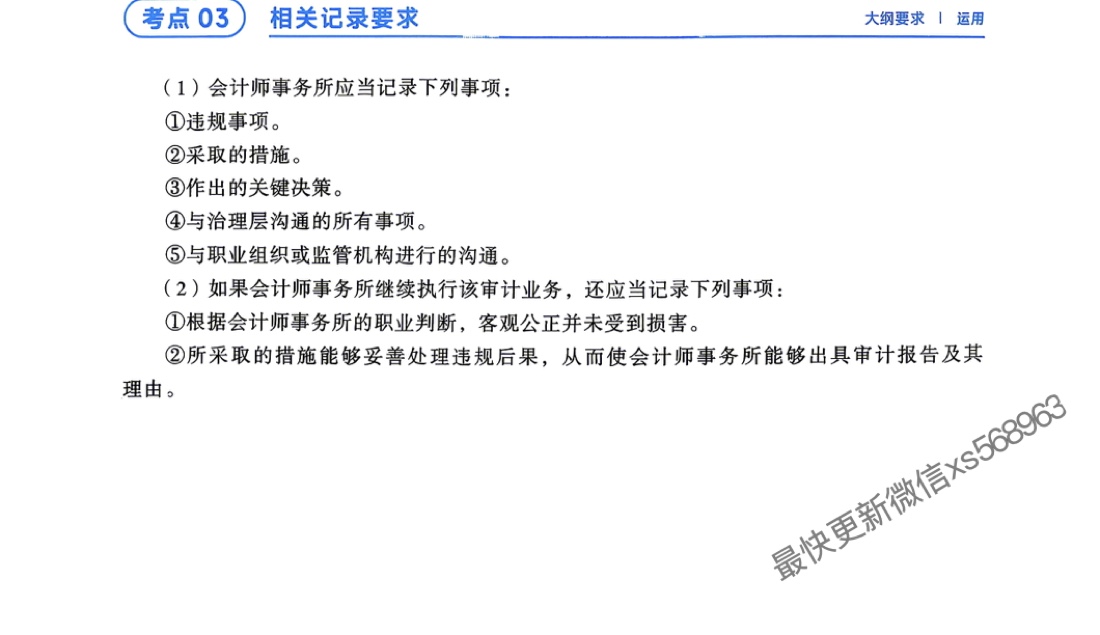 考点 03 相关记录要求 大纲要求 | 运用
（1）会计师事务所应当记录下列事项：
①违规事项。
②采取的措施。
③作出的关键决策。
④与治理层沟通的所有事项。
⑤与职业组织或监管机构进行的沟通。
（2）如果会计师事务所继续执行该审计业务，还应当记录下列事项：
①根据会计师事务所的职业判断，客观公正并未受到损害。
②所采取的措施能够妥善处理违规后果，从而使会计师事务所能够出具审计报告及其
理由。
最快更新微信xs568963